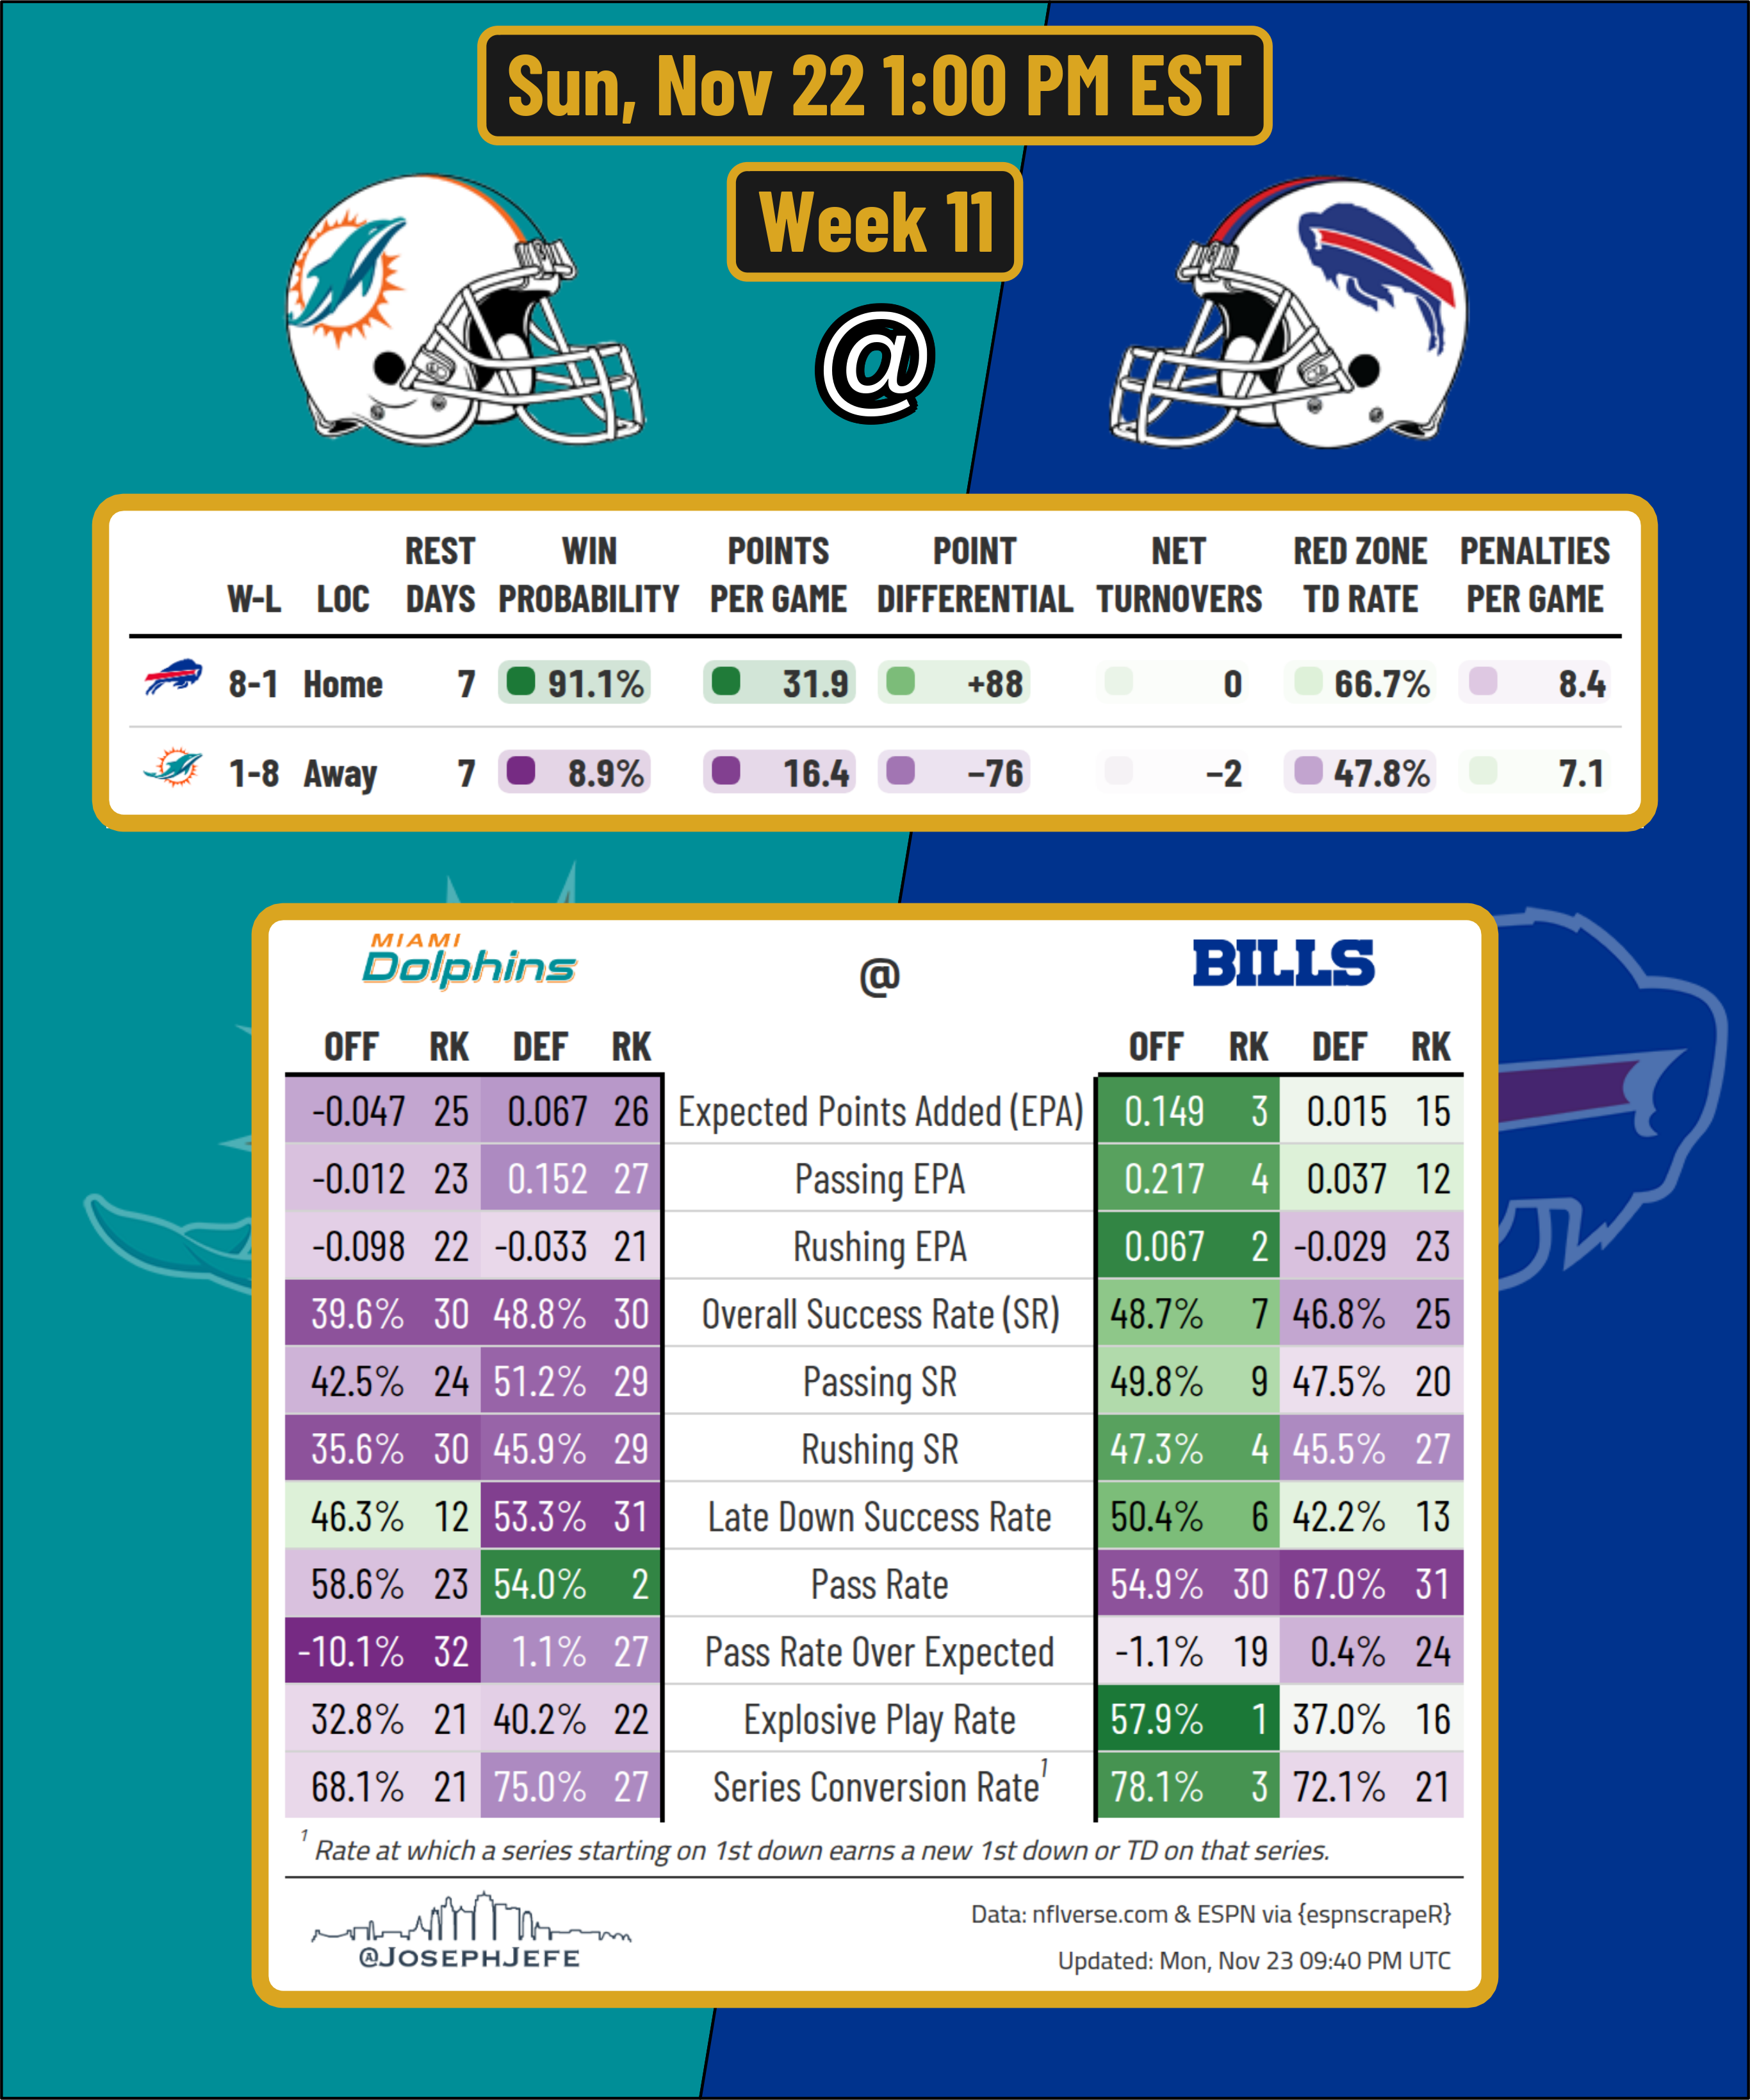 Sun, Nov 22 1:00 PM EST
Week 11
@
REST WIN POINTS POINT NET RED ZONE PENALTIES
W-L LOC DAYS PROBABILITY PER GAME DIFFERENTIAL TURNOVERS TD RATE PER GAME
8-1 Home 7 91.1% 31.9 +88 0 66.7% 8.4
1-8 Away 7 8.9% 16.4 −76 −2 47.8% 7.1
MIAMI
Dolphins @ BILLS
OFF RK DEF RK OFF RK DEF RK
-0.047 25 0.067 26 Expected Points Added (EPA) 0.149 3 0.015 15
-0.012 23 0.152 27 Passing EPA 0.217 4 0.037 12
-0.098 22 -0.033 21 Rushing EPA 0.067 2 -0.029 23
39.6% 30 48.8% 30 Overall Success Rate (SR) 48.7% 7 46.8% 25
42.5% 24 51.2% 29 Passing SR 49.8% 9 47.5% 20
35.6% 30 45.9% 29 Rushing SR 47.3% 4 45.5% 27
46.3% 12 53.3% 31 Late Down Success Rate 50.4% 6 42.2% 13
58.6% 23 54.0% 2 Pass Rate 54.9% 30 67.0% 31
-10.1% 32 1.1% 27 Pass Rate Over Expected -1.1% 19 0.4% 24
32.8% 21 40.2% 22 Explosive Play Rate 57.9% 1 37.0% 16
68.1% 21 75.0% 27 Series Conversion Rate¹ 78.1% 3 72.1% 21
¹ Rate at which a series starting on 1st down earns a new 1st down or TD on that series.
Data: nflverse.com & ESPN via {espnscrapeR}
@JOSEPHJEFE
Updated: Mon, Nov 23 09:40 PM UTC